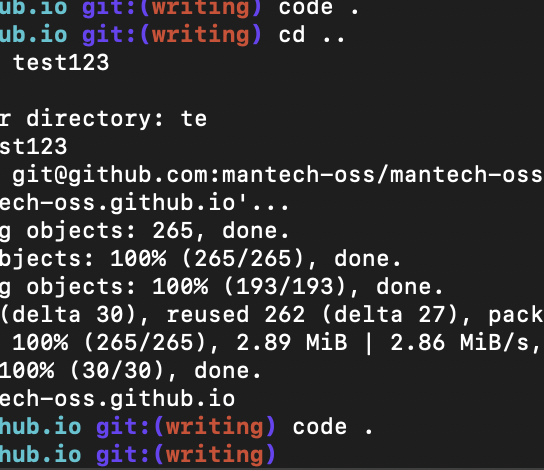 ub.io git:(writing) code .
ub.io git:(writing) cd ..
test123
r directory: te
st123
git@github.com:mantech-oss/mantech-oss
ech-oss.github.io'...
g objects: 265, done.
bjects: 100% (265/265), done.
g objects: 100% (193/193), done.
(delta 30), reused 262 (delta 27), pack
100% (265/265), 2.89 MiB | 2.86 MiB/s,
100% (30/30), done.
ech-oss.github.io
hub.io git:(writing) code .
hub.io git:(writing)